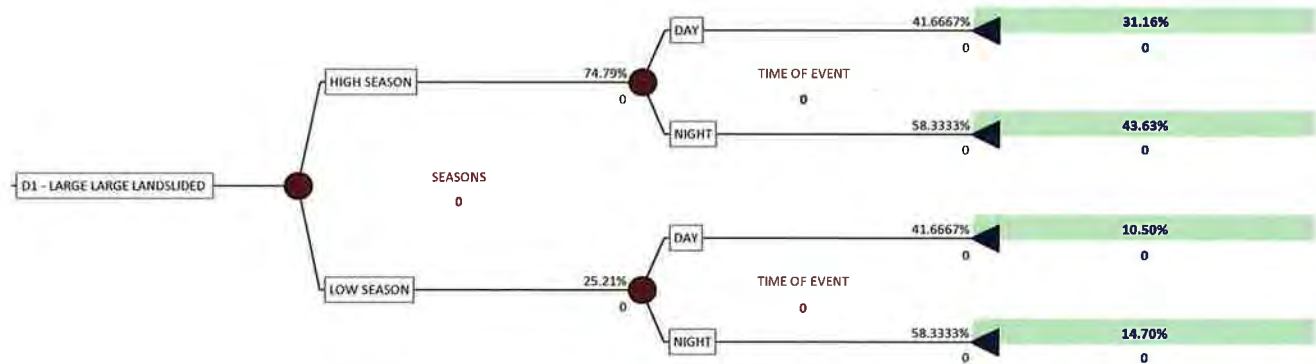 DAY
41.6667%
0
31.16%
0
HIGH SEASON
74.79%
0
TIME OF EVENT
0
NIGHT
58.3333%
0
43.63%
0
D1 - LARGE LARGE LANDSLIDED
SEASONS
0
DAY
41.6667%
0
10.50%
0
LOW SEASON
25.21%
0
TIME OF EVENT
0
NIGHT
58.3333%
0
14.70%
0